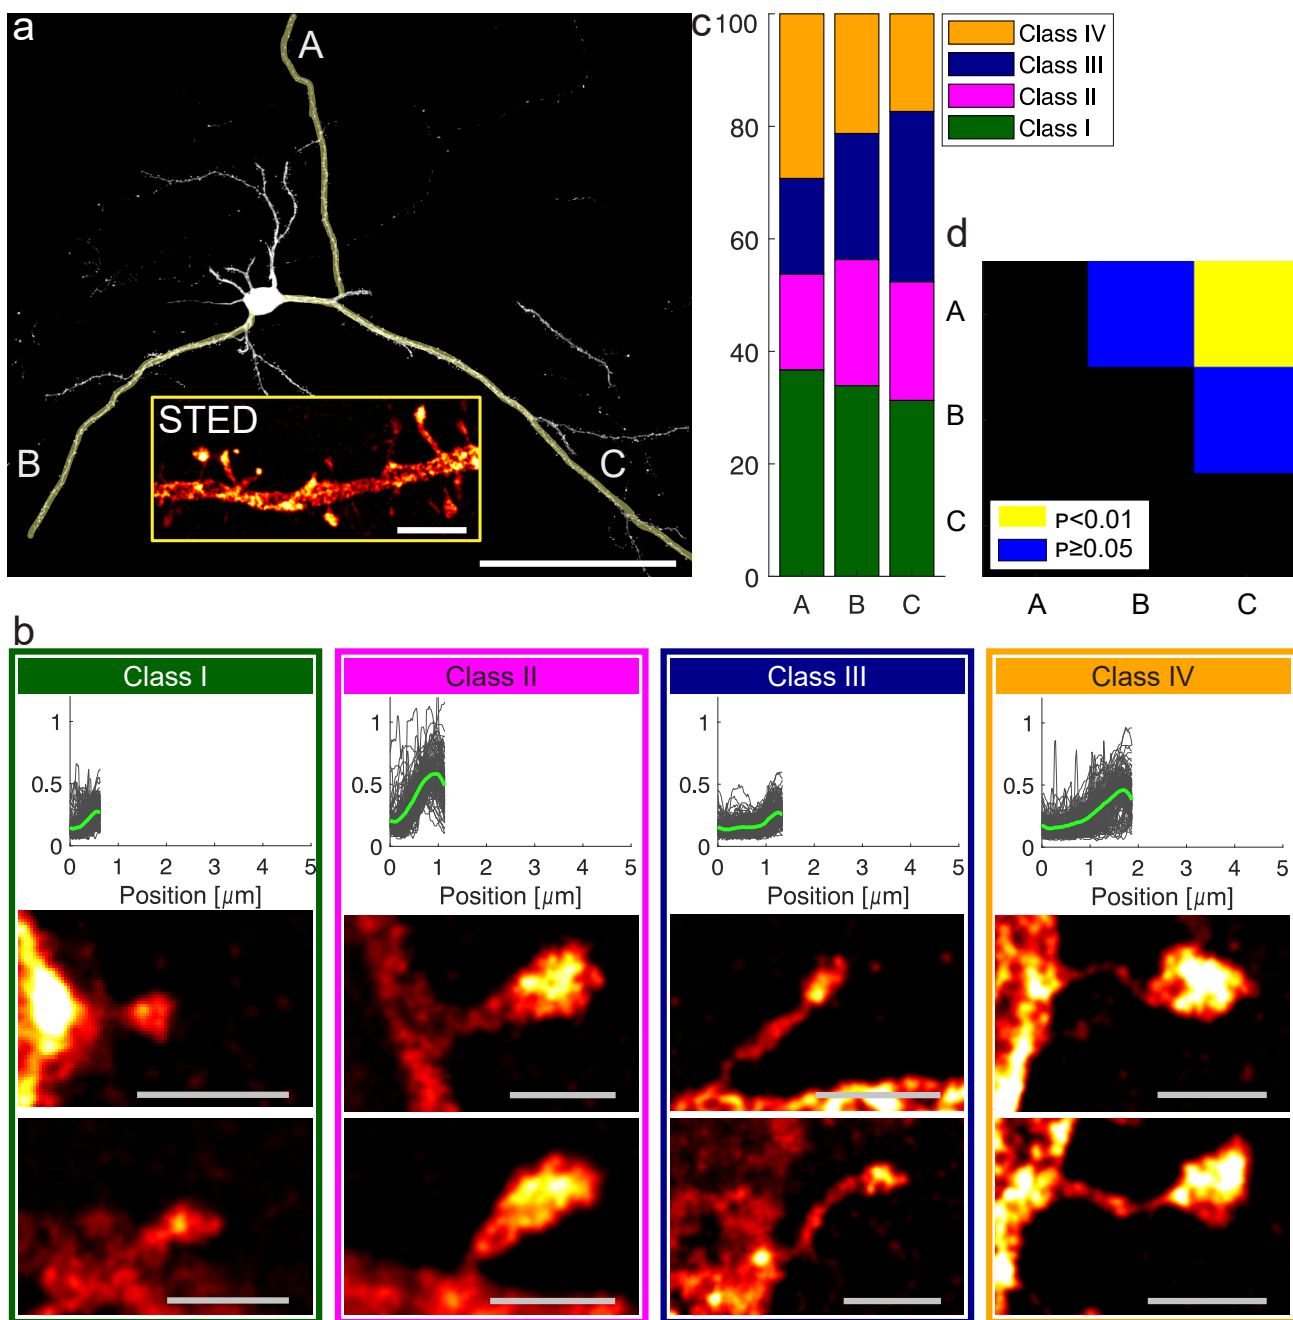 a
A
B
C
STED
c
100
80
60
40
20
0
A B C
Class IV
Class III
Class II
Class I
d
A
B
C
P<0.01
P≥0.05
A B C
b
Class I
1
0.5
0
0 1 2 3 4 5
Position [μm]
Class II
1
0.5
0
0 1 2 3 4 5
Position [μm]
Class III
1
0.5
0
0 1 2 3 4 5
Position [μm]
Class IV
1
0.5
0
0 1 2 3 4 5
Position [μm]